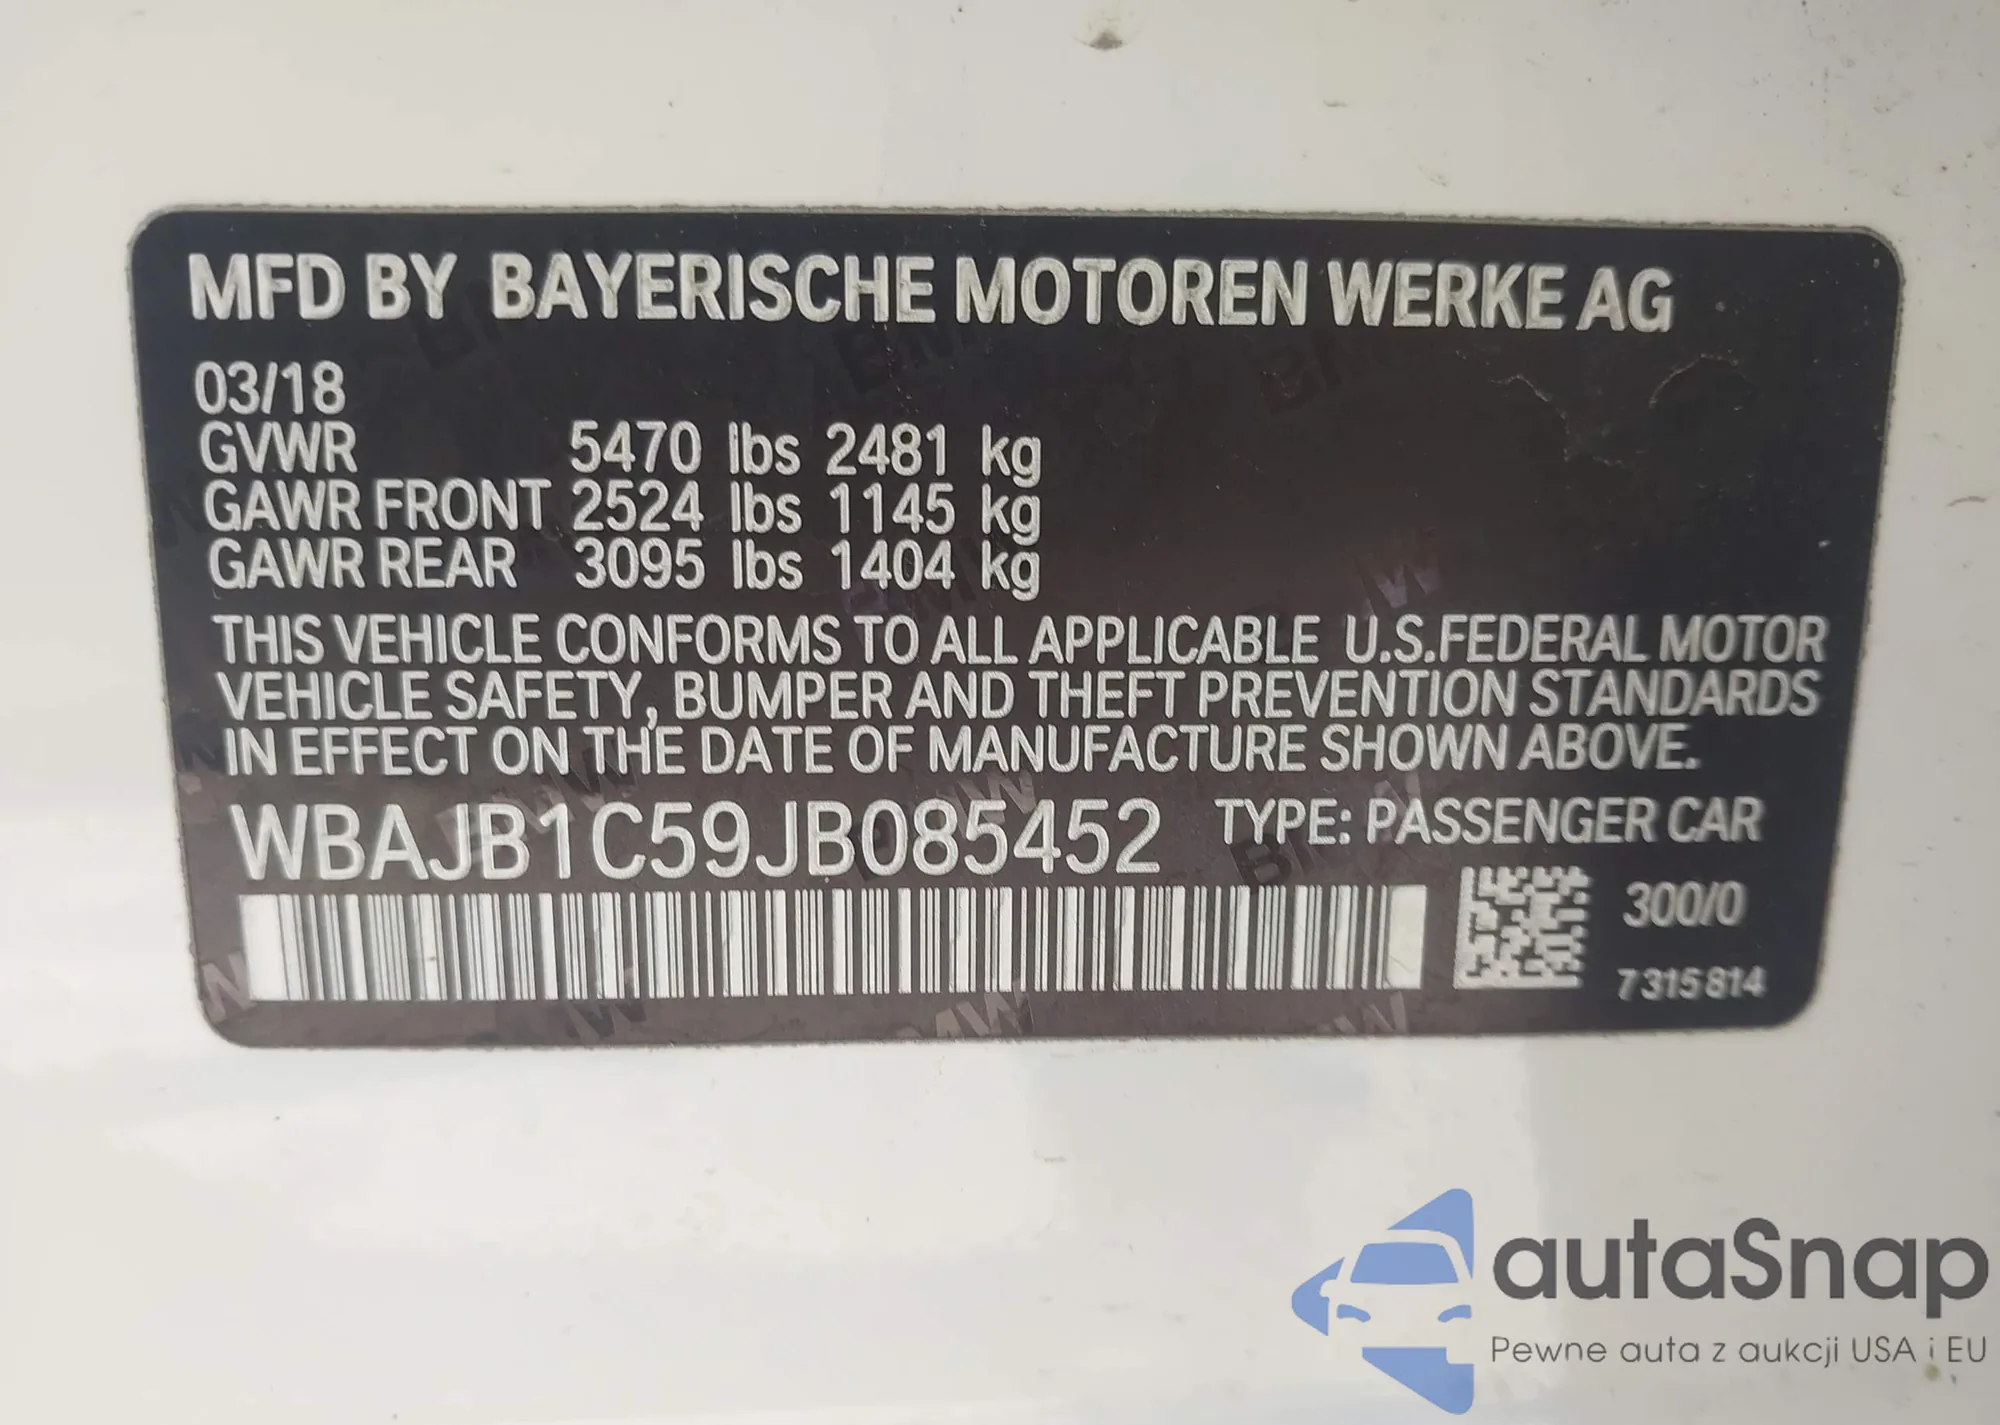 MFD BY BAYERISCHE MOTOREN WERKE AG
03/18
GVWR 5470 lbs 2481 kg
GAWR FRONT 2524 lbs 1145 kg
GAWR REAR 3095 lbs 1404 kg
THIS VEHICLE CONFORMS TO ALL APPLICABLE U.S.FEDERAL MOTOR
VEHICLE SAFETY, BUMPER AND THEFT PREVENTION STANDARDS
IN EFFECT ON THE DATE OF MANUFACTURE SHOWN ABOVE.
WBAJB1C59JB085452 TYPE: PASSENGER CAR
300/0
7315814
autaSnap
Pewne auta z aukcji USA i EU